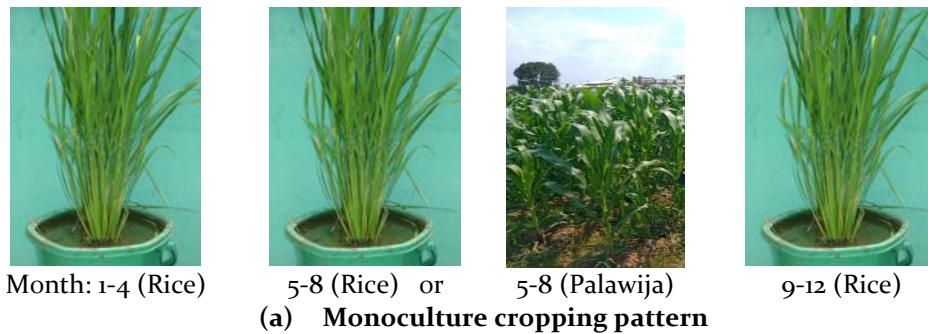 Month: 1-4 (Rice) 5-8 (Rice) or 5-8 (Palawija) 9-12 (Rice)
(a) Monoculture cropping pattern